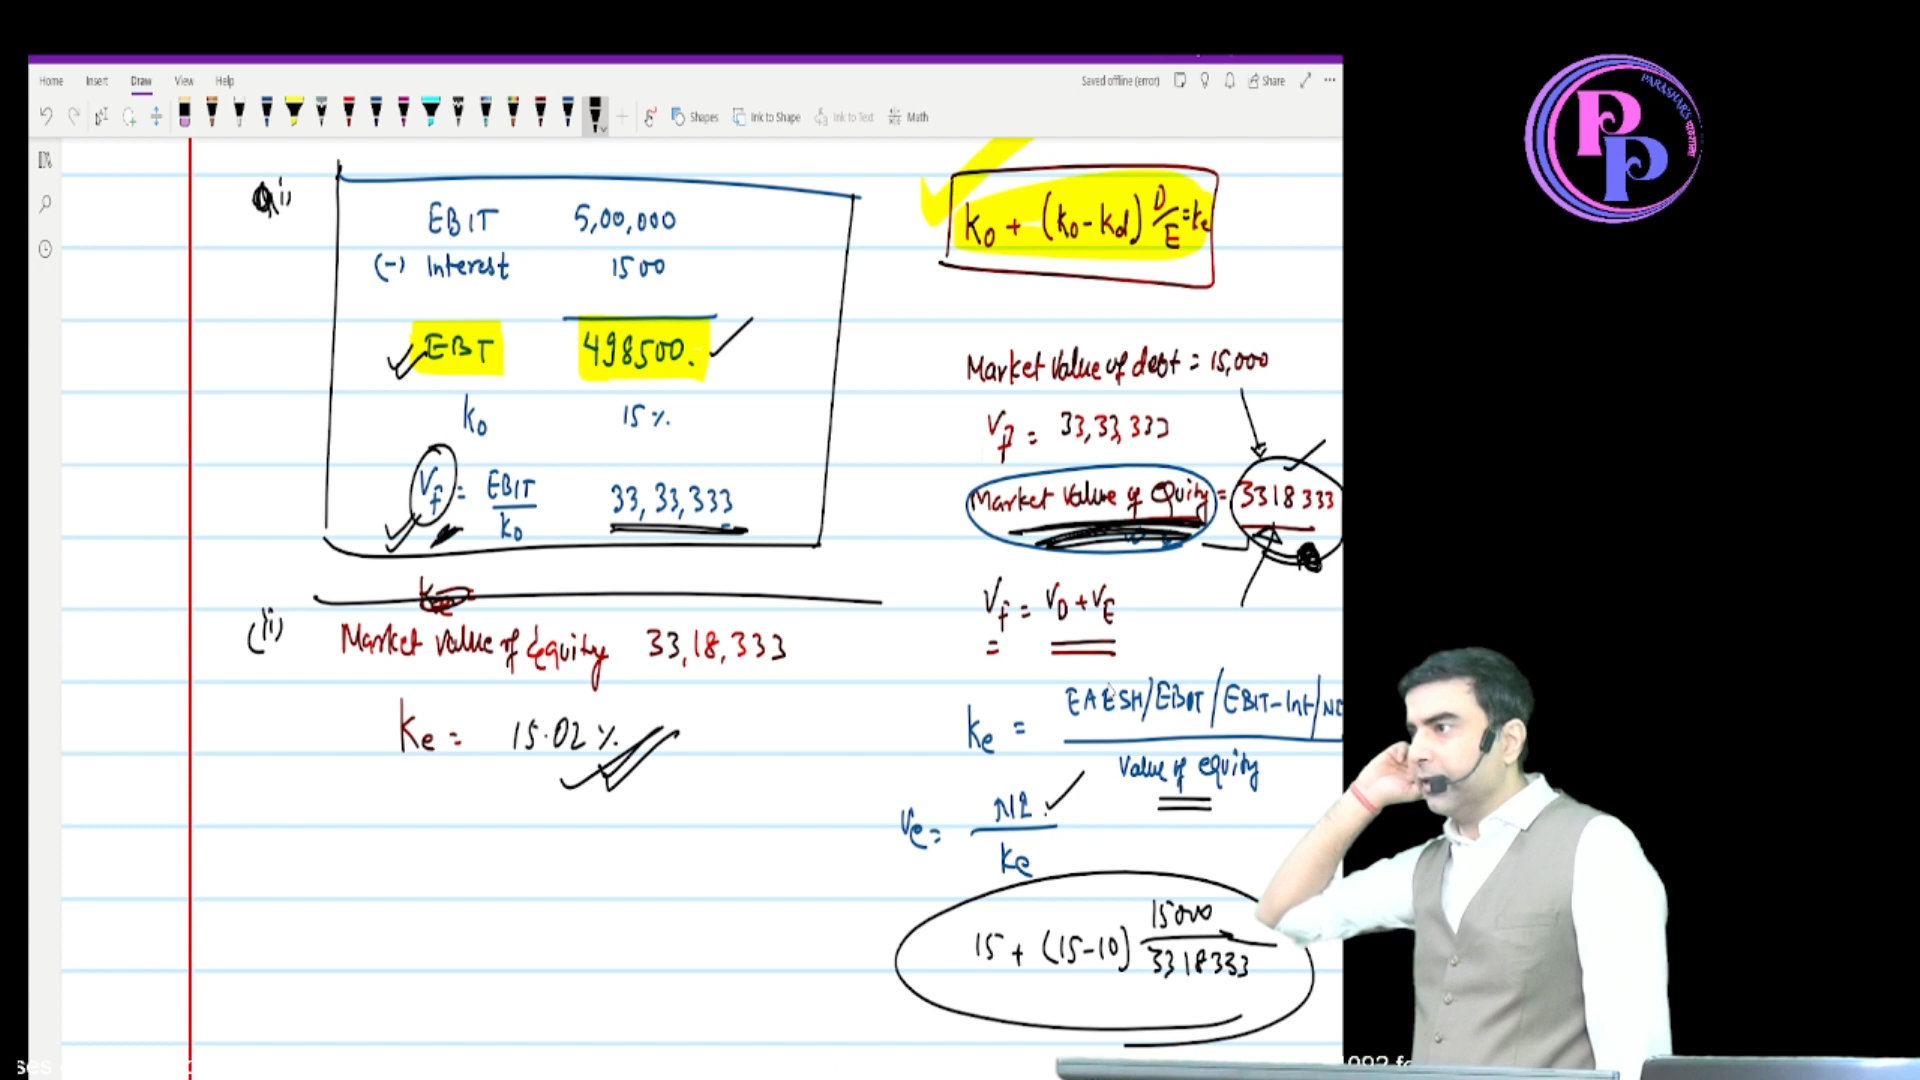 Home Insert Draw View Help
Saved offline (error) Share
Shapes Ink to Shape Ink to Text Math
i)
EBIT 5,00,000
(-) Interest 1500
EBT 498500.
Ko 15%
Vf = EBIT / Ko 33,33,333
(ii)
Market Value of Equity 33,18,333
Ke = 15.02%
Ko + (Ko-Kd) D/E = Ke
Market Value of debt = 15,000
Vf = 33,33,333
Market Value of Equity = 3318333
Vf = VD + VE
=
Ke = EAESH/EBT/EBIT-Int/
Value of equity
Ve = NI / Ke
15 + (15-10) 15000 / 3318333
PP
PARASHAR'S